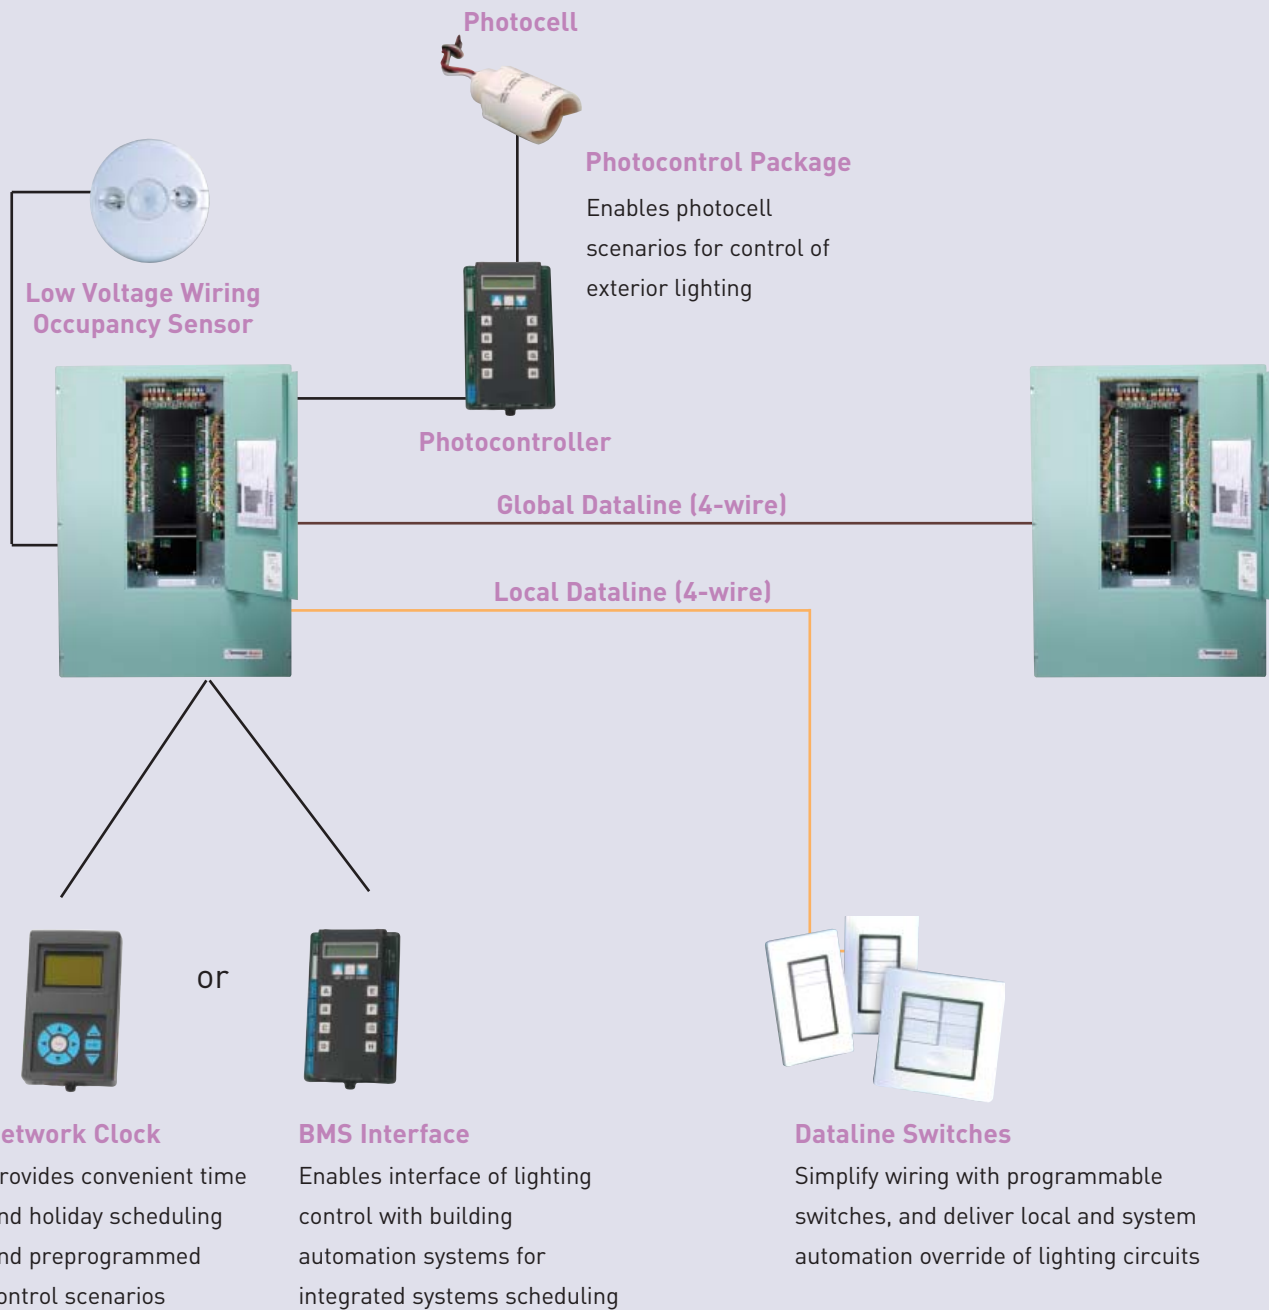 Photocell
Photocontrol Package
Enables photocell
scenarios for control of
exterior lighting
Low Voltage Wiring
Occupancy Sensor
Photocontroller
Global Dataline (4-wire)
Local Dataline (4-wire)
or
etwork Clock
rovides convenient time
nd holiday scheduling
nd preprogrammed
ontrol scenarios
BMS Interface
Enables interface of lighting
control with building
automation systems for
integrated systems scheduling
Dataline Switches
Simplify wiring with programmable
switches, and deliver local and system
automation override of lighting circuits